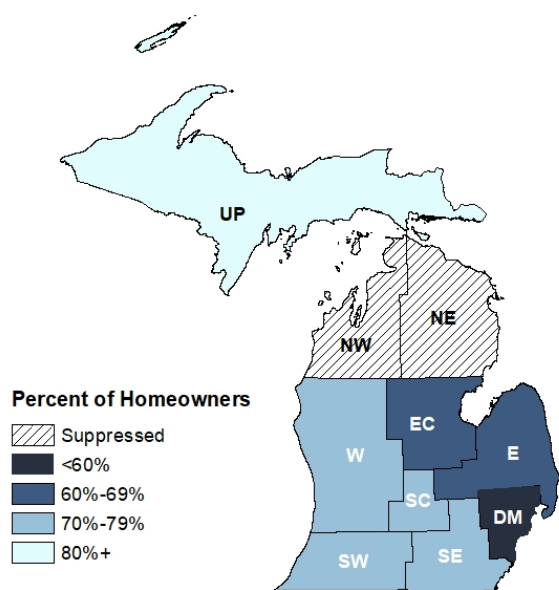 UP
NE
NW
Percent of Homeowners
Suppressed
<60%
60%-69%
70%-79%
80%+
EC
W
E
SC
DM
SW
SE